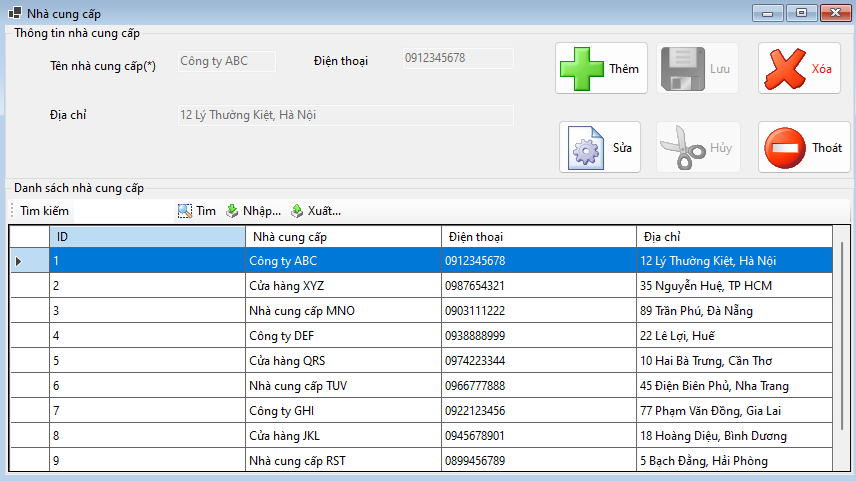 Nhà cung cấp
Thông tin nhà cung cấp
Tên nhà cung cấp(*) Công ty ABC Điện thoại 0912345678
Thêm Lưu Xóa
Địa chỉ 12 Lý Thường Kiệt, Hà Nội
Sửa Hủy Thoát
Danh sách nhà cung cấp
Tìm kiếm Tìm Nhập... Xuất...
ID Nhà cung cấp Điện thoại Địa chỉ
1 Công ty ABC 0912345678 12 Lý Thường Kiệt, Hà Nội
2 Cửa hàng XYZ 0987654321 35 Nguyễn Huệ, TP HCM
3 Nhà cung cấp MNO 0903111222 89 Trần Phú, Đà Nẵng
4 Công ty DEF 0938888999 22 Lê Lợi, Huế
5 Cửa hàng QRS 0974223344 10 Hai Bà Trưng, Cần Thơ
6 Nhà cung cấp TUV 0966777888 45 Điện Biên Phủ, Nha Trang
7 Công ty GHI 0922123456 77 Phạm Văn Đồng, Gia Lai
8 Cửa hàng JKL 0945678901 18 Hoàng Diệu, Bình Dương
9 Nhà cung cấp RST 0899456789 5 Bạch Đằng, Hải Phòng